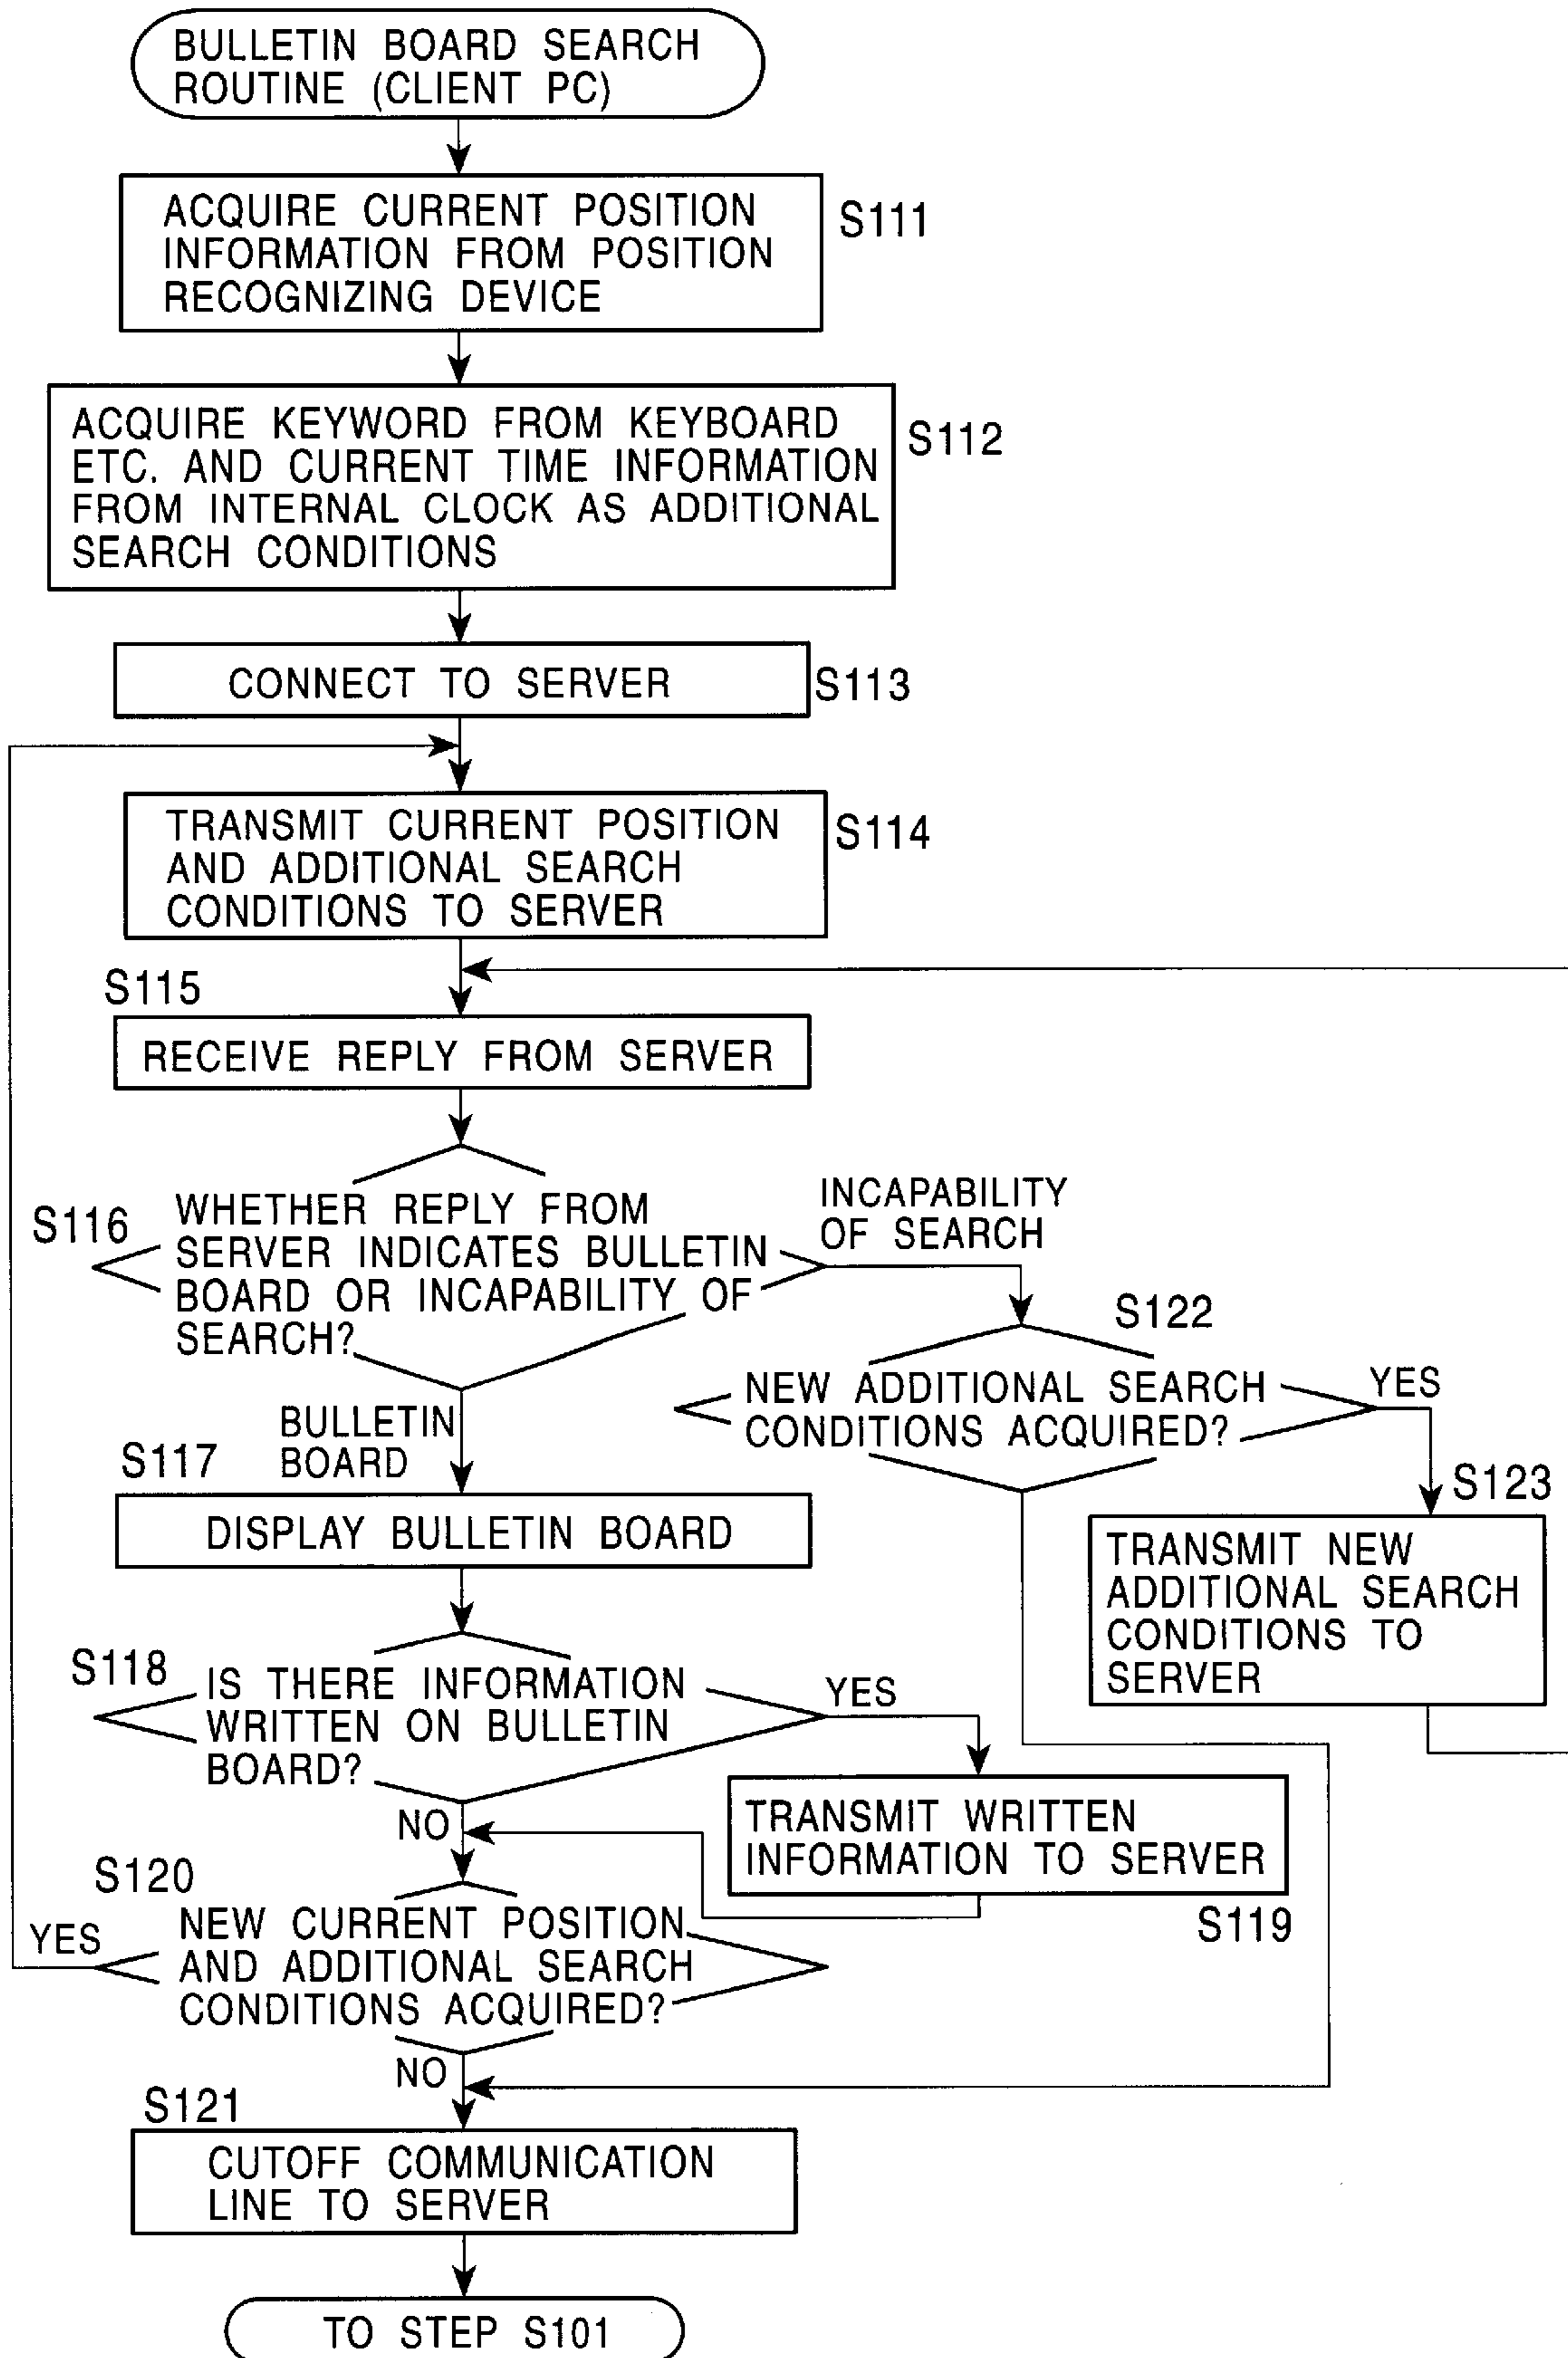 BULLETIN BOARD SEARCH
ROUTINE (CLIENT PC)
ACQUIRE CURRENT POSITION
INFORMATION FROM POSITION
RECOGNIZING DEVICE
S111
ACQUIRE KEYWORD FROM KEYBOARD
ETC. AND CURRENT TIME INFORMATION
FROM INTERNAL CLOCK AS ADDITIONAL
SEARCH CONDITIONS
S112
CONNECT TO SERVER
S113
TRANSMIT CURRENT POSITION
AND ADDITIONAL SEARCH
CONDITIONS TO SERVER
S114
S115
RECEIVE REPLY FROM SERVER
S116
WHETHER REPLY FROM
SERVER INDICATES BULLETIN
BOARD OR INCAPABILITY OF
SEARCH?
INCAPABILITY
OF SEARCH
S122
NEW ADDITIONAL SEARCH
CONDITIONS ACQUIRED?
YES
BULLETIN
BOARD
S117
DISPLAY BULLETIN BOARD
S123
TRANSMIT NEW
ADDITIONAL SEARCH
CONDITIONS TO
SERVER
S118
IS THERE INFORMATION
WRITTEN ON BULLETIN
BOARD?
YES
NO
TRANSMIT WRITTEN
INFORMATION TO SERVER
S119
S120
YES
NEW CURRENT POSITION
AND ADDITIONAL SEARCH
CONDITIONS ACQUIRED?
NO
S121
CUTOFF COMMUNICATION
LINE TO SERVER
TO STEP S101